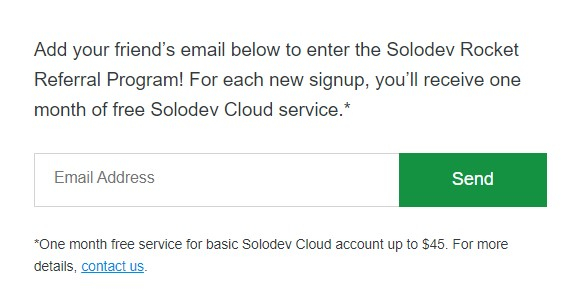 Add your friend’s email below to enter the Solodev Rocket
Referral Program! For each new signup, you’ll receive one
month of free Solodev Cloud service.*
Email Address
Send
*One month free service for basic Solodev Cloud account up to $45. For more
details, contact us.